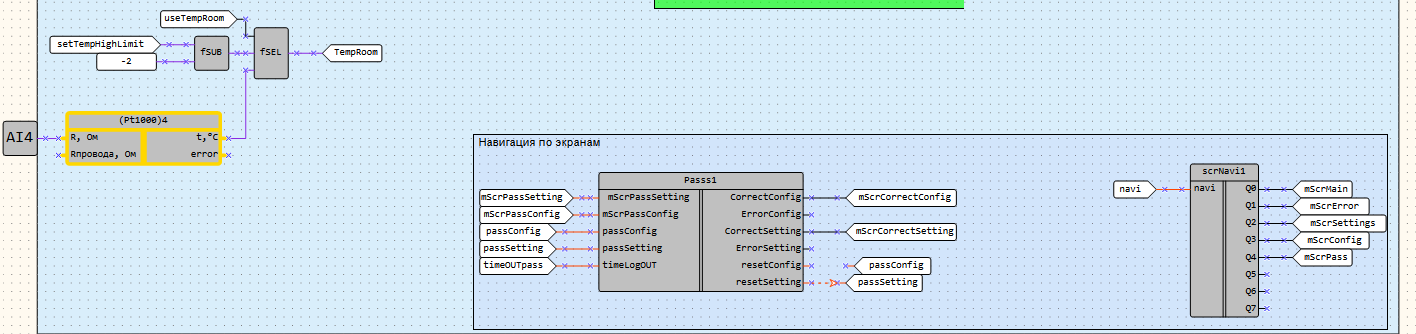 useTempRoom
setTempHighLimit
-2
fSUB
fSEL
TempRoom
AI4
(Pt1000)4
R, Ом
t,°C
Rпровода, Ом
error
Навигация по экранам
Passs1
mScrPassSetting
mScrPassSetting
CorrectConfig
mScrCorrectConfig
mScrPassConfig
mScrPassConfig
ErrorConfig
passConfig
passConfig
CorrectSetting
mScrCorrectSetting
passSetting
passSetting
ErrorSetting
timeOUTpass
timeLogOUT
resetConfig
passConfig
resetSetting
passSetting
scrNavi1
navi
navi
Q0
mScrMain
Q1
mScrError
Q2
mScrSettings
Q3
mScrConfig
Q4
mScrPass
Q5
Q6
Q7